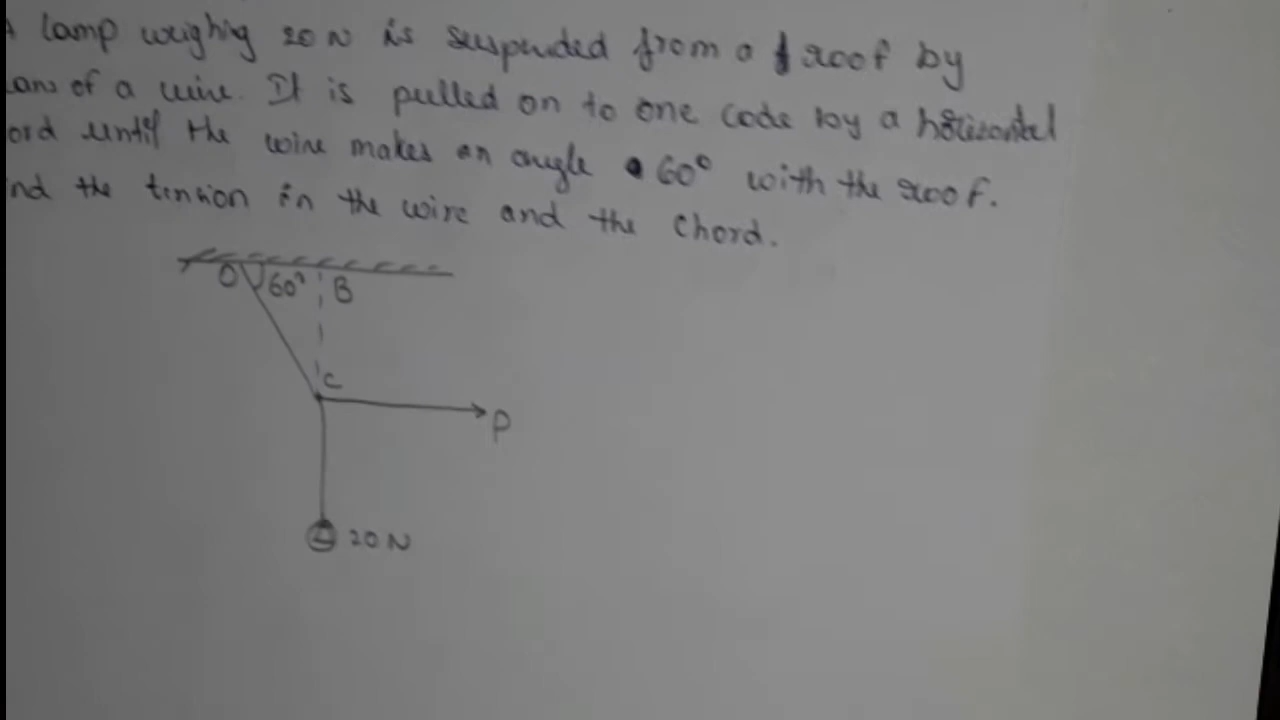 A lamp weighing 20 N is suspended from a roof by
ans of a wire. It is pulled on to one code by a horizontal
ord until the wire makes an angle 60° with the roof.
nd the tension in the wire and the chord.
O 60° B
C
P
20 N